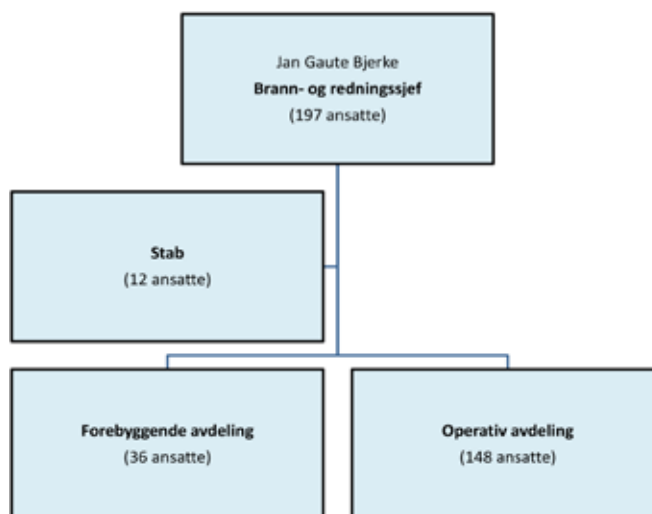 Jan Gaute Bjerke
Brann- og redningssjef
(197 ansatte)
Stab
(12 ansatte)
Forebyggende avdeling
(36 ansatte)
Operativ avdeling
(148 ansatte)